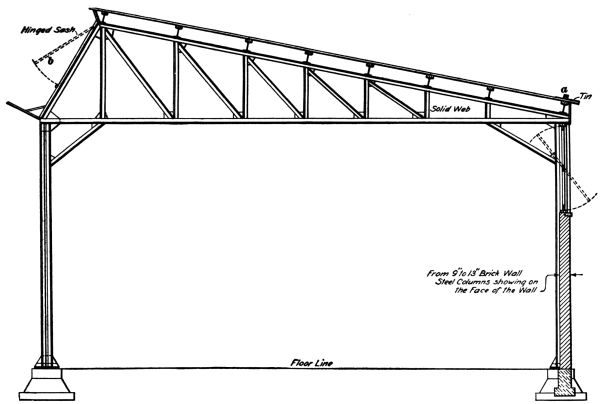 Hinged Sash
b
a
Tin
Solid Web
From 9" to 13" Brick Wall
Steel Columns showing on
the Face of the Wall
Floor Line